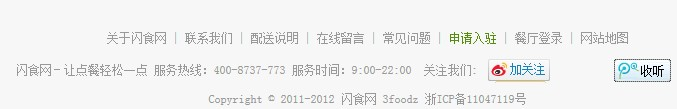 关于闪食网 | 联系我们 | 配送说明 | 在线留言 | 常见问题 | 申请入驻 | 餐厅登录 | 网站地图
闪食网-让点餐轻松一点 服务热线：400-8737-773 服务时间：9:00-22:00 关注我们： 加关注 收听
Copyright © 2011-2012 闪食网 3foodz 浙ICP备11047119号